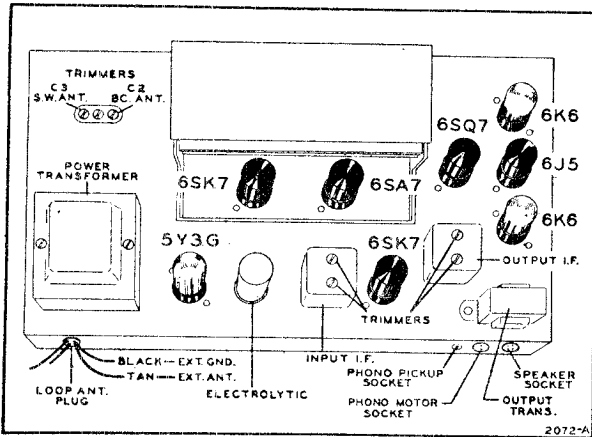 TRIMMERS
C3 C2
S.W. ANT. BC. ANT.
POWER
TRANSFORMER
6SK7
6SA7
6SQ7
6K6
6J5
6K6
5Y3G
6SK7
OUTPUT I.F.
TRIMMERS
INPUT I.F.
BLACK - EXT. GND.
TAN - EXT. ANT.
LOOP ANT.
PLUG
ELECTROLYTIC
PHONO PICKUP
SOCKET
PHONO MOTOR
SOCKET
SPEAKER
SOCKET
OUTPUT
TRANS.
2072-A